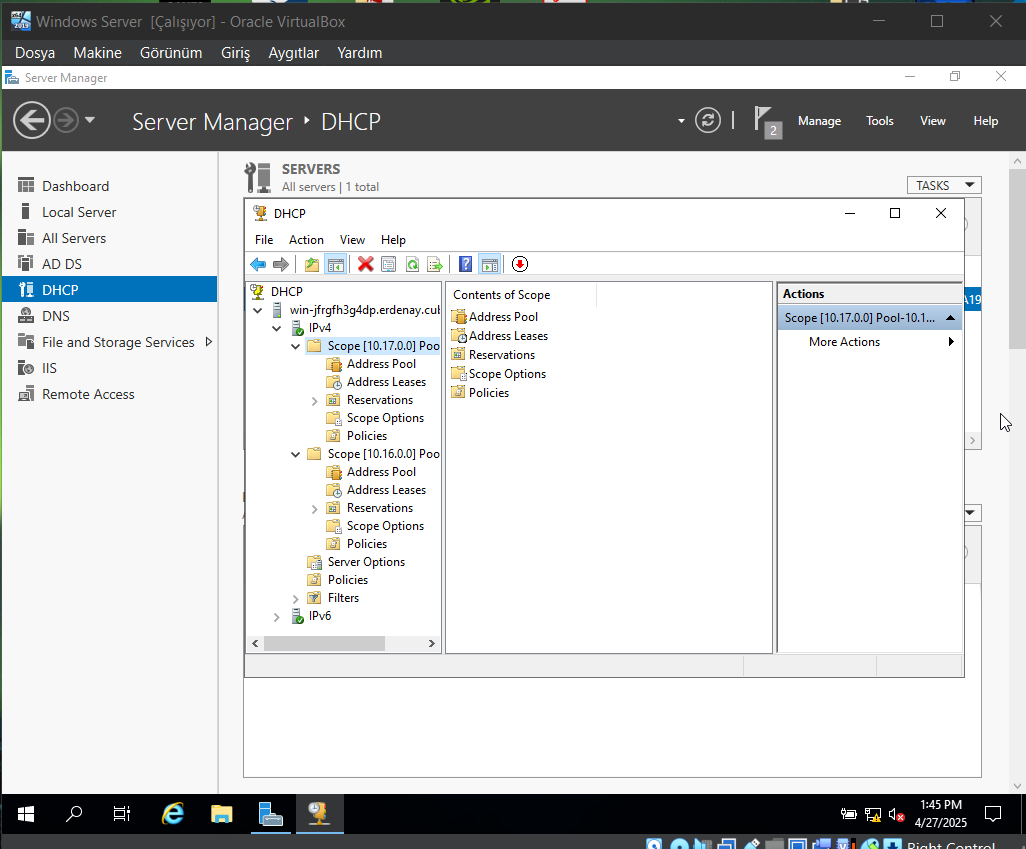 Windows Server [Çalışıyor] - Oracle VirtualBox
Dosya Makine Görünüm Giriş Aygıtlar Yardım
Server Manager
Server Manager DHCP
2
Manage Tools View Help
Dashboard
Local Server
All Servers
AD DS
DHCP
DNS
File and Storage Services
IIS
Remote Access
SERVERS
All servers | 1 total
TASKS
A19
DHCP
File Action View Help
DHCP
win-jfrgfh3g4dp.erdenay.cub
IPv4
Scope [10.17.0.0] Poo
Address Pool
Address Leases
Reservations
Scope Options
Policies
Scope [10.16.0.0] Poo
Address Pool
Address Leases
Reservations
Scope Options
Policies
Server Options
Policies
Filters
IPv6
Contents of Scope
Address Pool
Address Leases
Reservations
Scope Options
Policies
Actions
Scope [10.17.0.0] Pool-10.1...
More Actions
1:45 PM
4/27/2025
Right Control